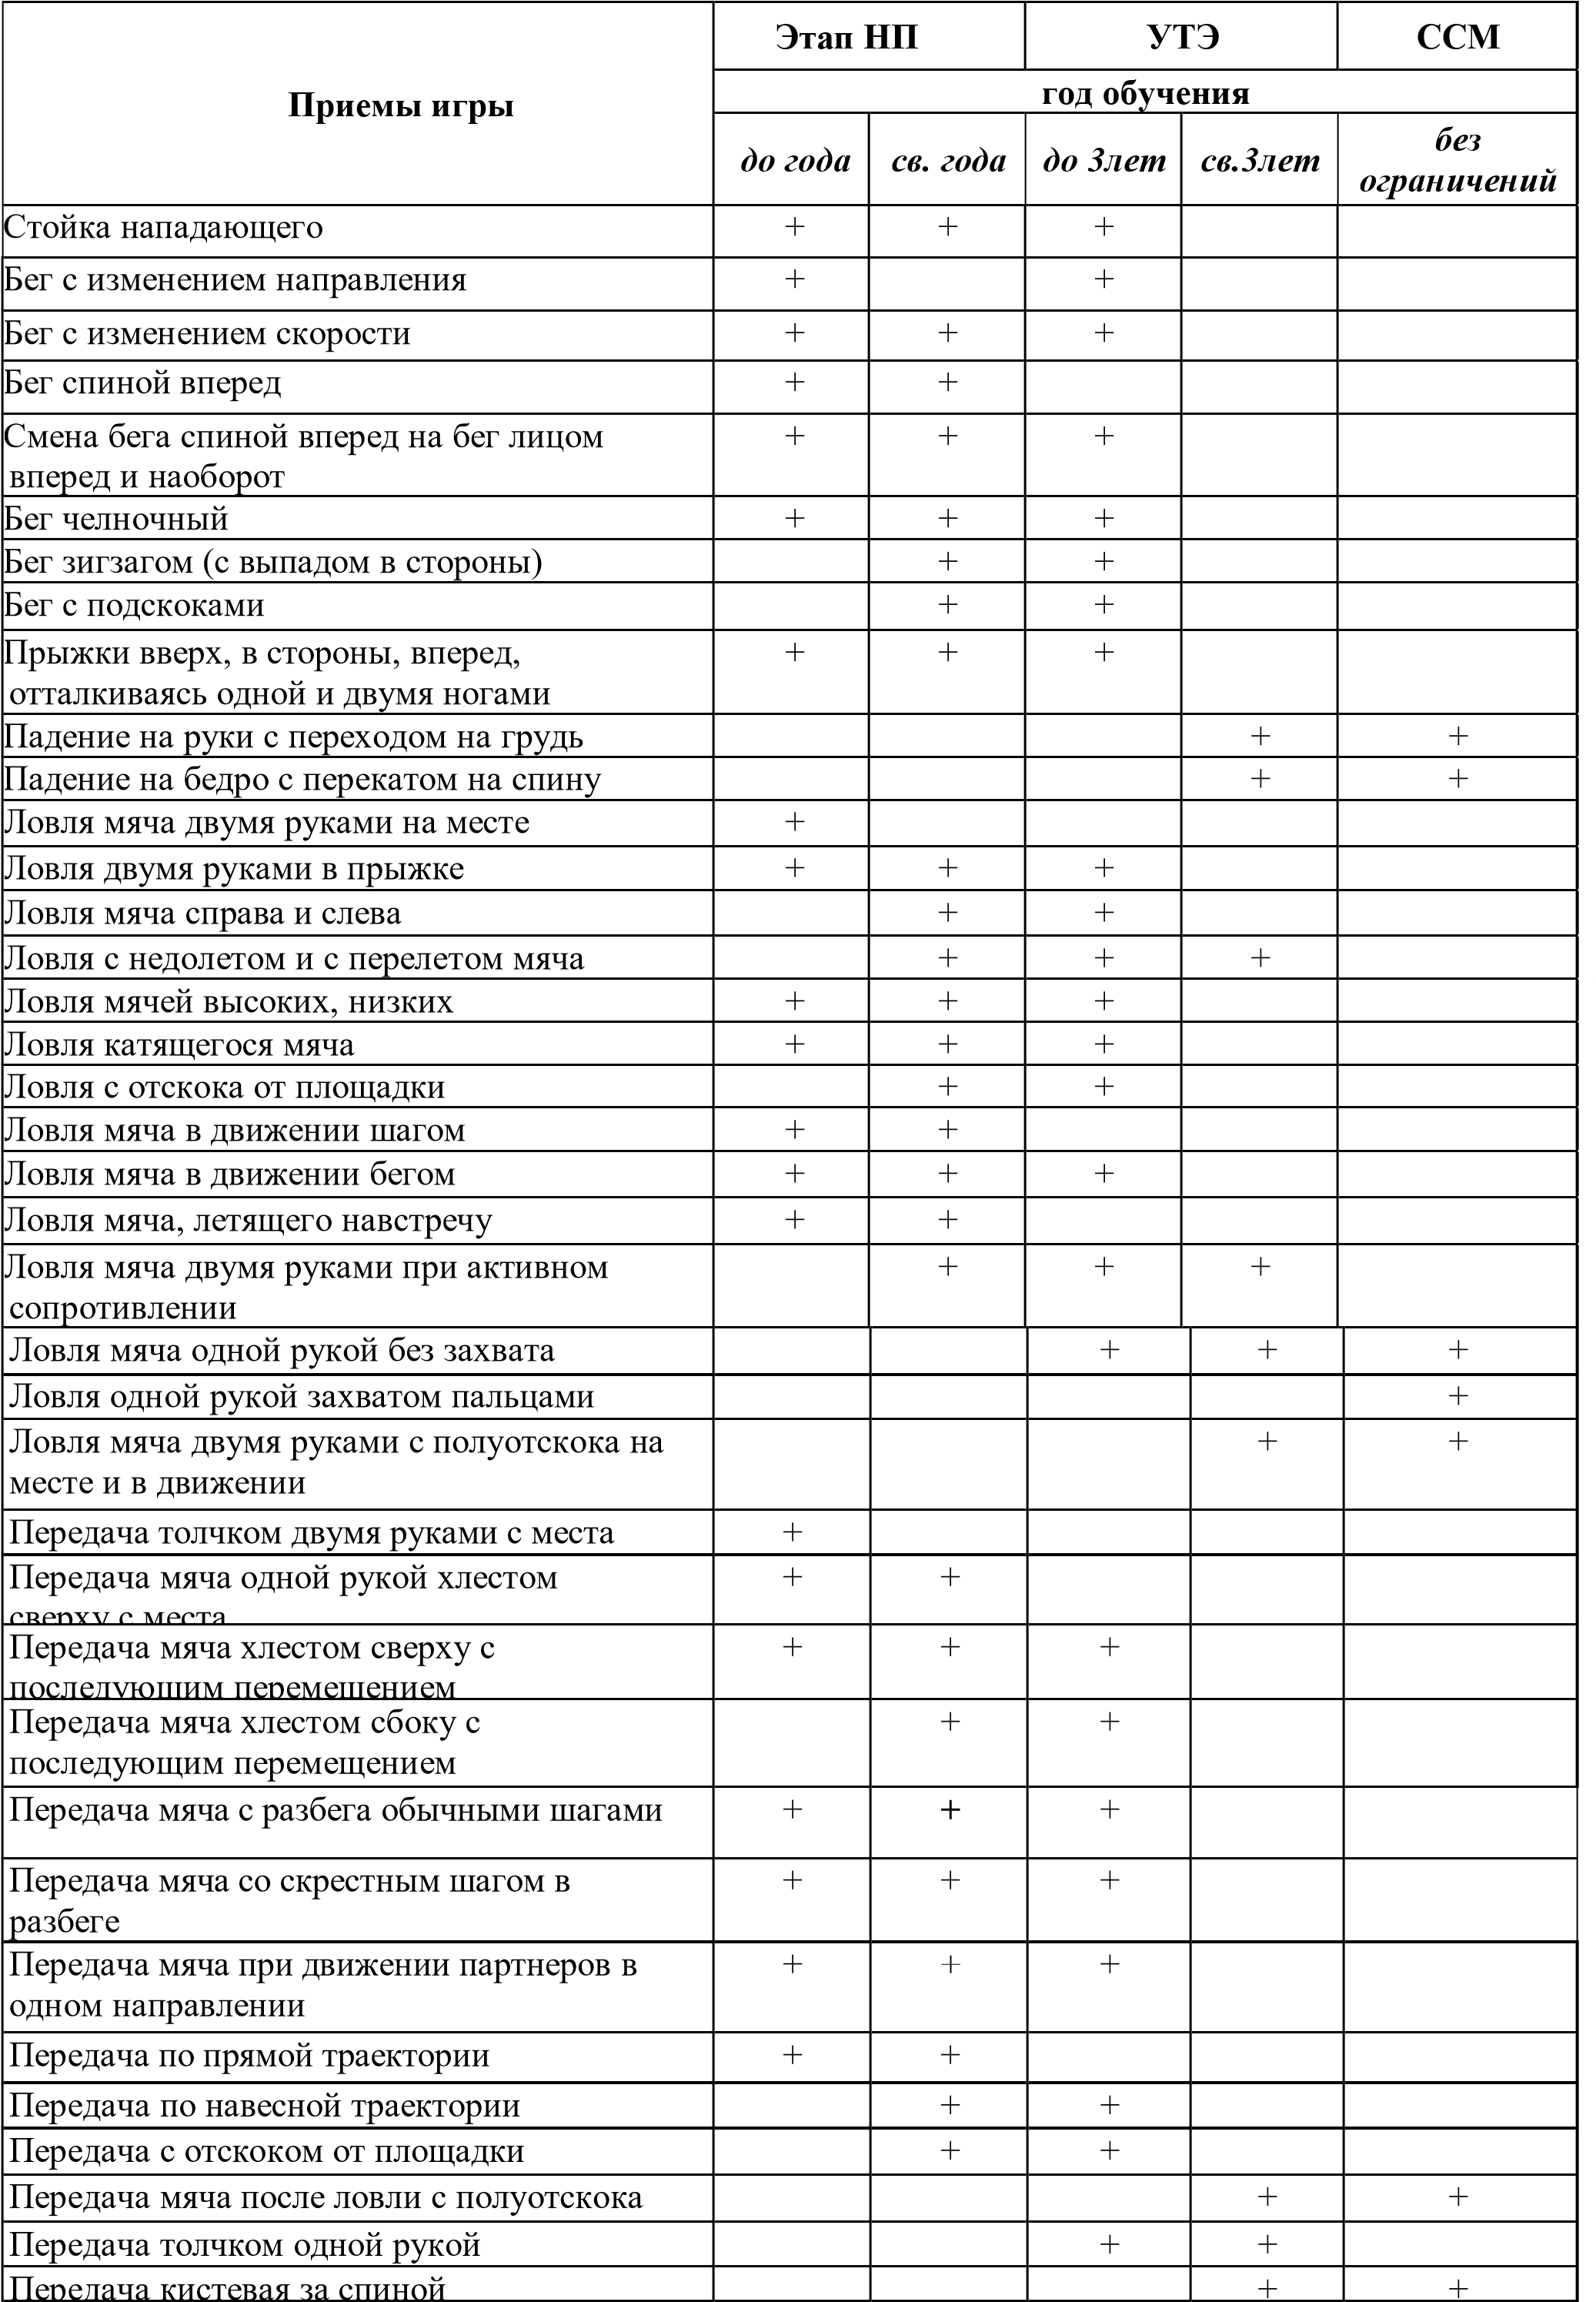 Этап НП УТЭ ССМ
Приемы игры
год обучения
до года св. года до 3лет св.3лет без
ограничений
Стойка нападающего + + +
Бег с изменением направления + +
Бег с изменением скорости + + +
Бег спиной вперед + +
Смена бега спиной вперед на бег лицом + + +
вперед и наоборот
Бег челночный + + +
Бег зигзагом (с выпадом в стороны) + +
Бег с подскоками + +
Прыжки вверх, в стороны, вперед, + + +
отталкиваясь одной и двумя ногами
Падение на руки с переходом на грудь + +
Падение на бедро с перекатом на спину + +
Ловля мяча двумя руками на месте +
Ловля двумя руками в прыжке + + +
Ловля мяча справа и слева + +
Ловля с недолетом и с перелетом мяча + + +
Ловля мячей высоких, низких + + +
Ловля катящегося мяча + + +
Ловля с отскока от площадки + +
Ловля мяча в движении шагом + +
Ловля мяча в движении бегом + + +
Ловля мяча, летящего навстречу + +
Ловля мяча двумя руками при активном + + +
сопротивлении
Ловля мяча одной рукой без захвата + + +
Ловля одной рукой захватом пальцами +
Ловля мяча двумя руками с полуотскока на + +
месте и в движении
Передача толчком двумя руками с места +
Передача мяча одной рукой хлестом + +
сверху с места
Передача мяча хлестом сверху с + + +
последующим перемещением
Передача мяча хлестом сбоку с + +
последующим перемещением
Передача мяча с разбега обычными шагами + + +
Передача мяча со скрестным шагом в + + +
разбеге
Передача мяча при движении партнеров в + + +
одном направлении
Передача по прямой траектории + +
Передача по навесной траектории + +
Передача с отскоком от площадки + +
Передача мяча после ловли с полуотскока + +
Передача толчком одной рукой + +
Передача кистевая за спиной + +